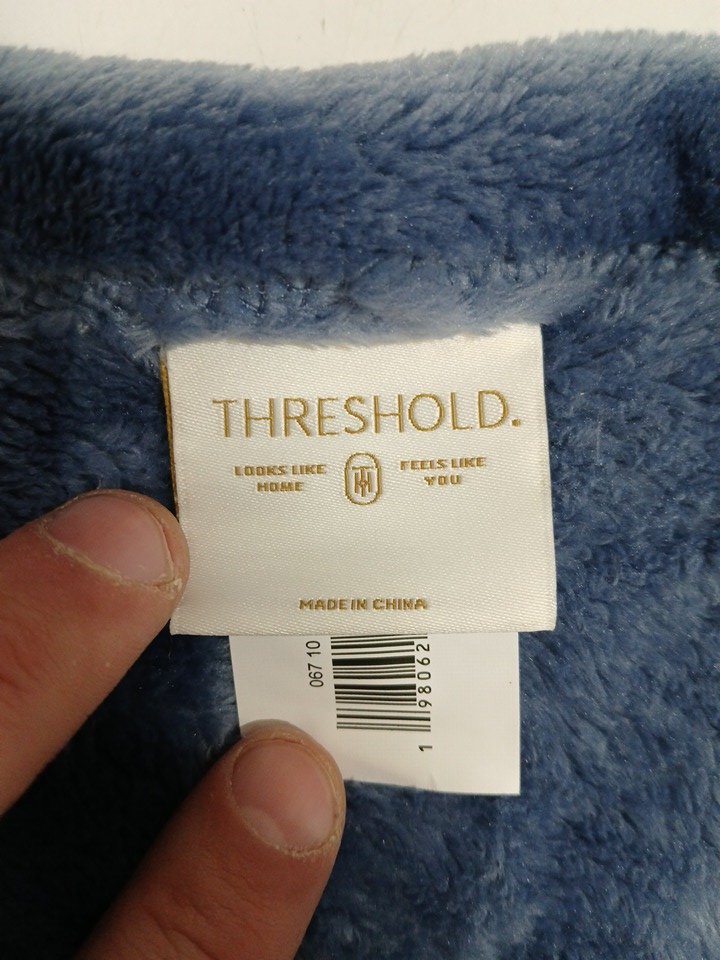 THRESHOLD.
LOOKS LIKE HOME
FEELS LIKE YOU
MADE IN CHINA
067 10
1 98062